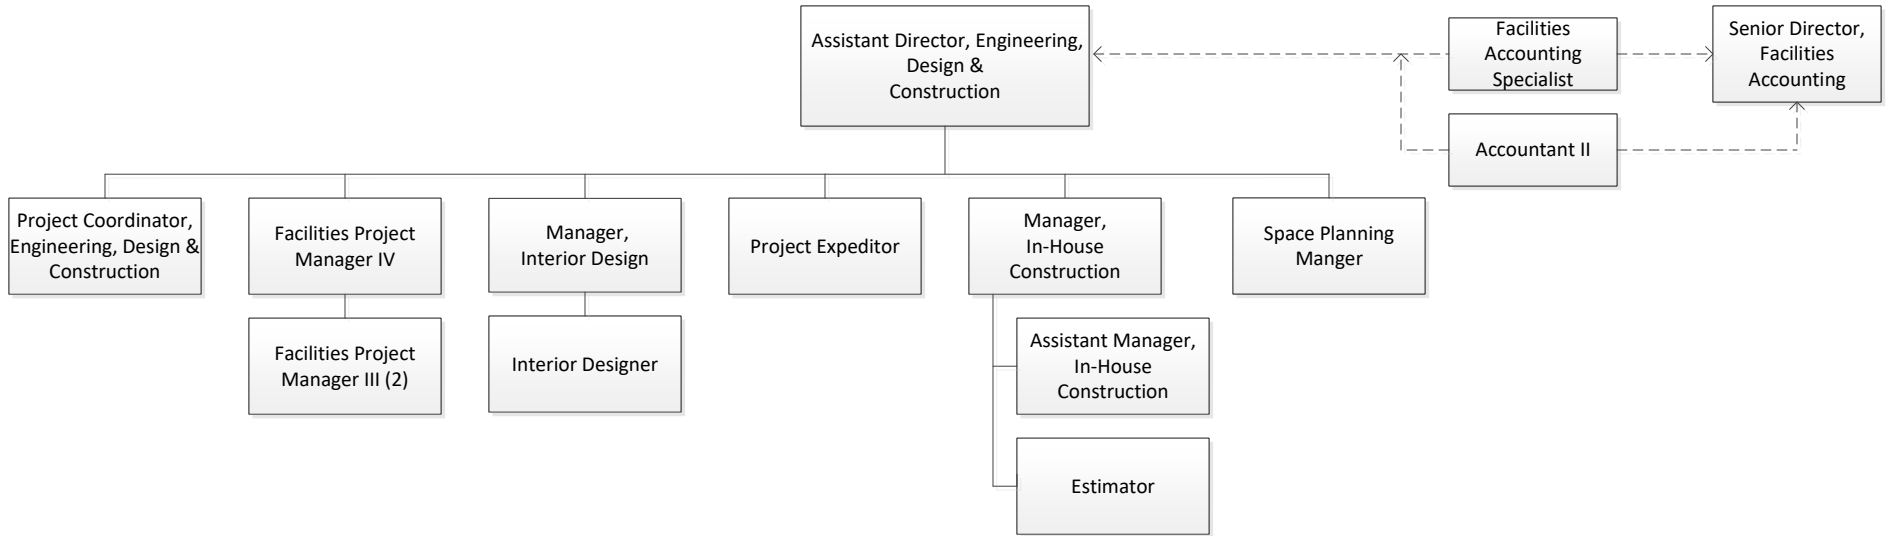 Assistant Director, Engineering,
Design &
Construction
Facilities
Accounting
Specialist
Senior Director,
Facilities
Accounting
Accountant II
Project Coordinator,
Engineering, Design &
Construction
Facilities Project
Manager IV
Manager,
Interior Design
Project Expeditor
Manager,
In-House
Construction
Space Planning
Manger
Facilities Project
Manager III (2)
Interior Designer
Assistant Manager,
In-House
Construction
Estimator